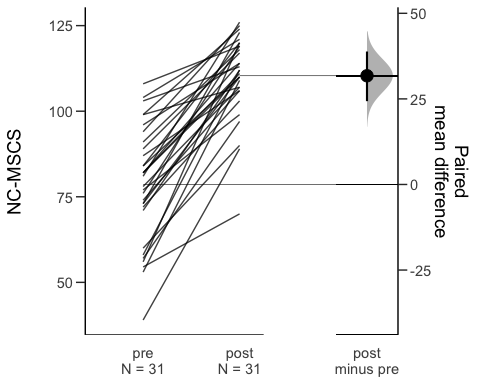 NC-MSCS
125
100
75
50
pre
N = 31
post
N = 31
50
25
0
-25
Paired
mean difference
post
minus pre